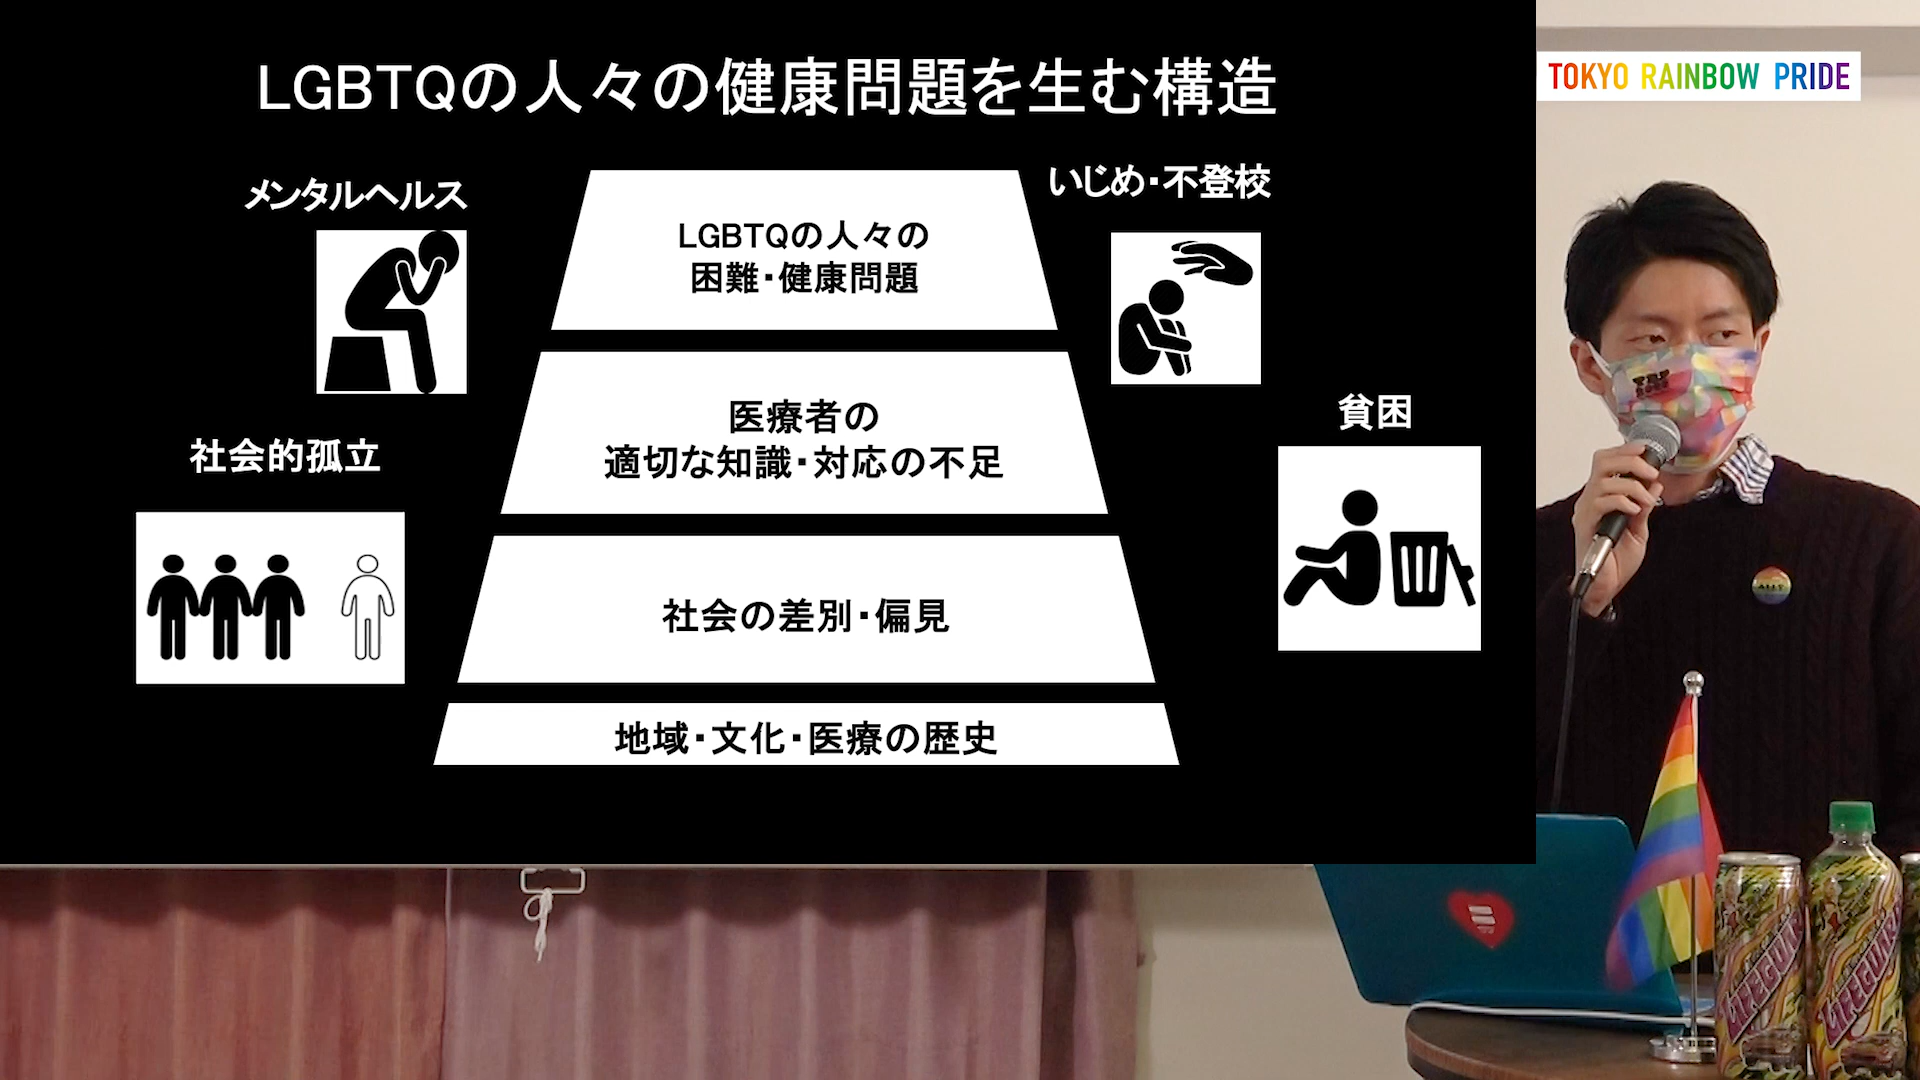 LGBTQの人々の健康問題を生む構造
TOKYO RAINBOW PRIDE
メンタルヘルス
いじめ・不登校
LGBTQの人々の
困難・健康問題
医療者の
適切な知識・対応の不足
貧困
社会的孤立
社会の差別・偏見
地域・文化・医療の歴史
LIFEGUARD
LIFEGUARD